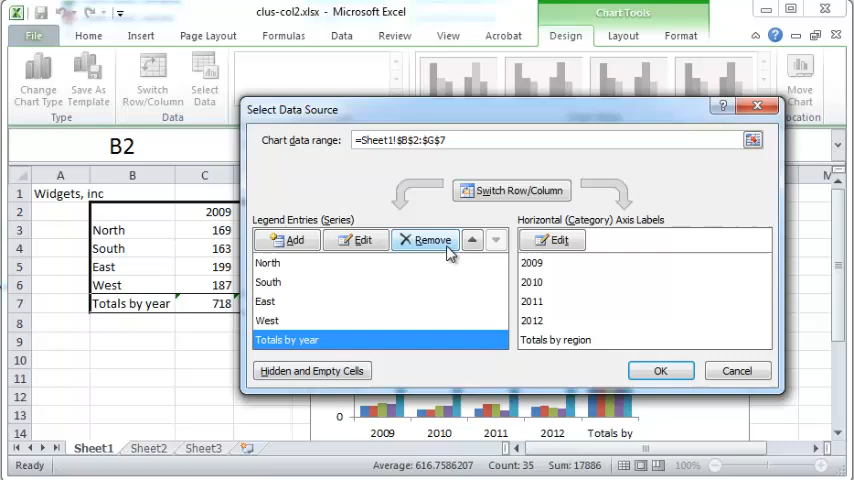 clus-col2.xlsx - Microsoft Excel
Chart Tools
File Home Insert Page Layout Formulas Data Review View Acrobat Design Layout Format
Change Chart Type
Save As Template
Switch Row/Column
Select Data
Move Chart
Type Data Location
B2
Select Data Source
Chart data range: =Sheet1!$B$2:$G$7
Switch Row/Column
Legend Entries (Series)
Horizontal (Category) Axis Labels
Add Edit Remove
Edit
North
South
East
West
Totals by year
2009
2010
2011
2012
Totals by region
Hidden and Empty Cells
OK Cancel
A B C M
1 Widgets, inc
2 2009
3 North 169
4 South 163
5 East 199
6 West 187
7 Totals by year 718
8
9
10
11
12
13
14
0
2009 2010 2011 2012 Totals by
Sheet1 Sheet2 Sheet3
Ready Average: 616.7586207 Count: 35 Sum: 17886 100%